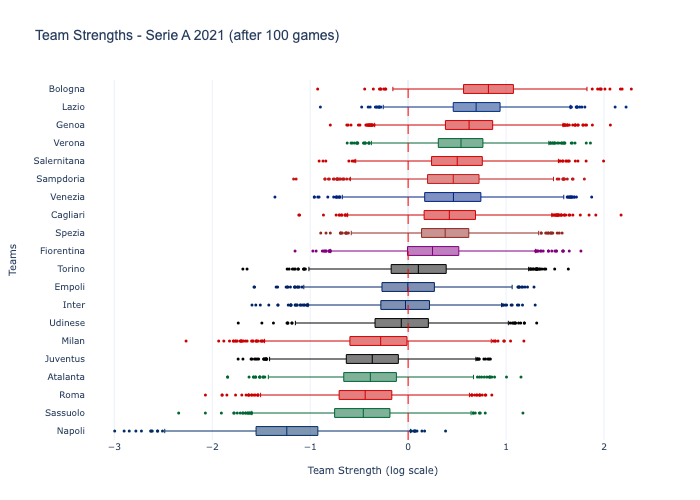 Team Strengths - Serie A 2021 (after 100 games)
Bologna
Lazio
Genoa
Verona
Salernitana
Sampdoria
Venezia
Cagliari
Spezia
Fiorentina
Torino
Empoli
Inter
Udinese
Milan
Juventus
Atalanta
Roma
Sassuolo
Napoli
Teams
−3 −2 −1 0 1 2
Team Strength (log scale)